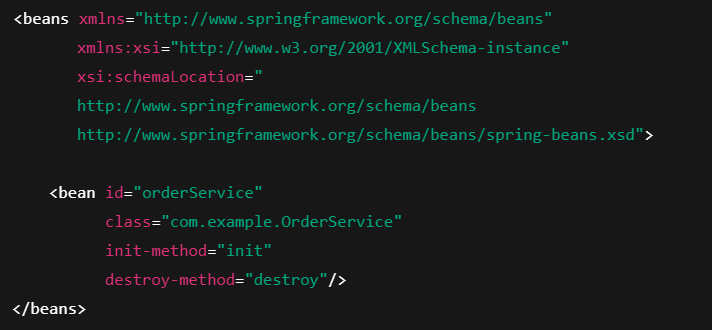 <beans xmlns="http://www.springframework.org/schema/beans"
xmlns:xsi="http://www.w3.org/2001/XMLSchema-instance"
xsi:schemaLocation="
http://www.springframework.org/schema/beans
http://www.springframework.org/schema/beans/spring-beans.xsd">
<bean id="orderService"
class="com.example.OrderService"
init-method="init"
destroy-method="destroy"/>
</beans>